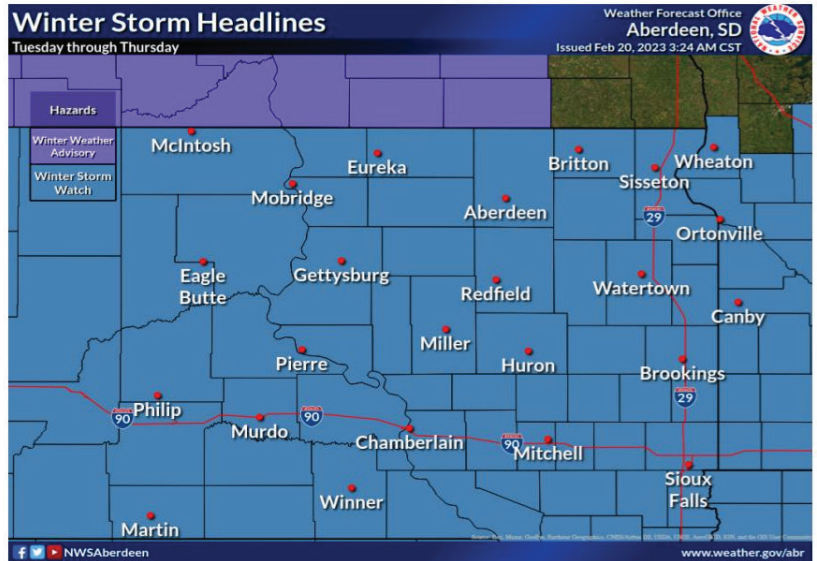 Winter Storm Headlines
Tuesday through Thursday
Weather Forecast Office
Aberdeen, SD
Issued Feb 20, 2023 3:24 AM CST
Hazards
Winter Weather
Advisory
Winter Storm
Watch
McIntosh
Eureka
Britton
Wheaton
Sisseton
Mobridge
Aberdeen
29
Ortonville
Eagle
Butte
Gettysburg
Redfield
Watertown
Canby
Miller
Pierre
Huron
Brookings
29
Philip
90
90
Murdo
Chamberlain
90
Mitchell
Sioux
Falls
Winner
Martin
NWSAberdeen
www.weather.gov/abr